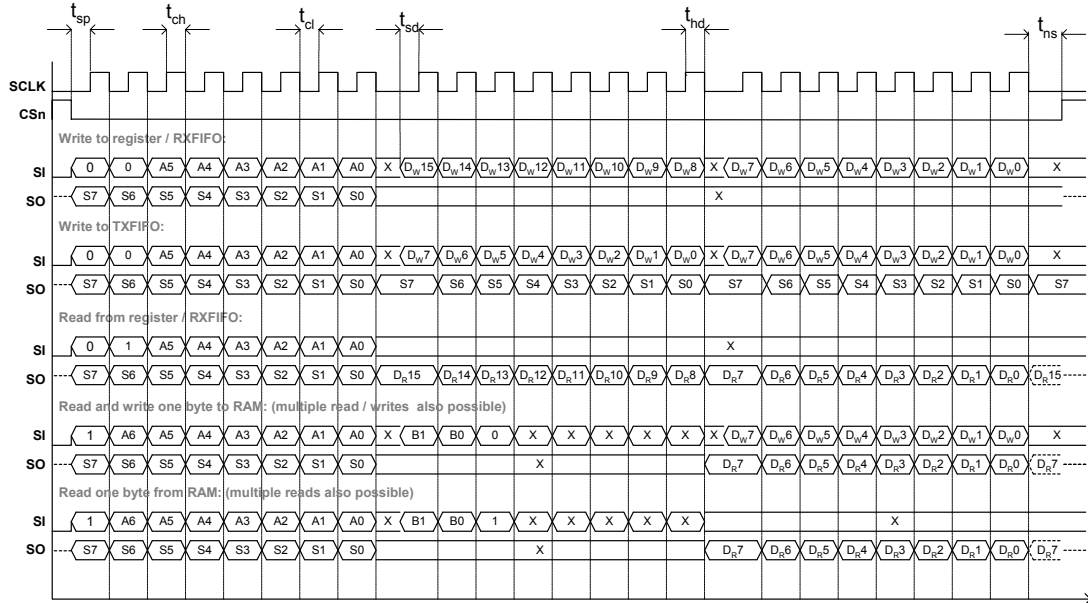 tsp tch tcl tsd thd tns
SCLK
CSn
Write to register / RXFIFO:
SI 0 0 A5 A4 A3 A2 A1 A0 X DW15 DW14 DW13 DW12 DW11 DW10 DW9 DW8 X DW7 DW6 DW5 DW4 DW3 DW2 DW1 DW0 X
SO S7 S6 S5 S4 S3 S2 S1 S0 X
Write to TXFIFO:
SI 0 0 A5 A4 A3 A2 A1 A0 X DW7 DW6 DW5 DW4 DW3 DW2 DW1 DW0 X DW7 DW6 DW5 DW4 DW3 DW2 DW1 DW0 X
SO S7 S6 S5 S4 S3 S2 S1 S0 S7 S6 S5 S4 S3 S2 S1 S0 S7 S6 S5 S4 S3 S2 S1 S0 S7
Read from register / RXFIFO:
SI 0 1 A5 A4 A3 A2 A1 A0 X
SO S7 S6 S5 S4 S3 S2 S1 S0 DR15 DR14 DR13 DR12 DR11 DR10 DR9 DR8 DR7 DR6 DR5 DR4 DR3 DR2 DR1 DR0 DR15
Read and write one byte to RAM: (multiple read / writes also possible)
SI 1 A6 A5 A4 A3 A2 A1 A0 X B1 B0 0 X X X X X X DW7 DW6 DW5 DW4 DW3 DW2 DW1 DW0 X
SO S7 S6 S5 S4 S3 S2 S1 S0 X DR7 DR6 DR5 DR4 DR3 DR2 DR1 DR0 DR7
Read one byte from RAM: (multiple reads also possible)
SI 1 A6 A5 A4 A3 A2 A1 A0 X B1 B0 1 X X X X X X
SO S7 S6 S5 S4 S3 S2 S1 S0 X DR7 DR6 DR5 DR4 DR3 DR2 DR1 DR0 DR7